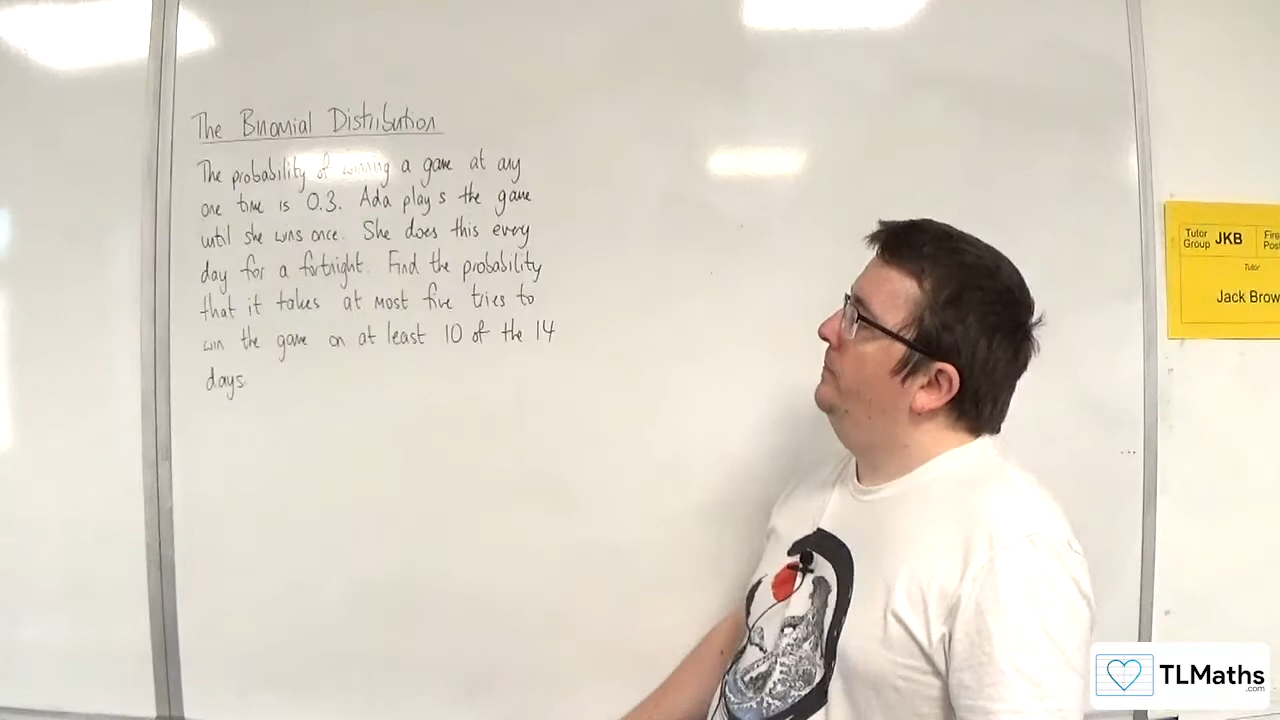 The Binomial Distribution
The probability of winning a game at any
one time is 0.3. Ada plays the game
until she wins once. She does this every
day for a fortnight. Find the probability
that it takes at most five tries to
win the game on at least 10 of the 14
days.
Tutor
Group JKB
Fire
Post
Tutor
Jack Brow
TLMaths
.com